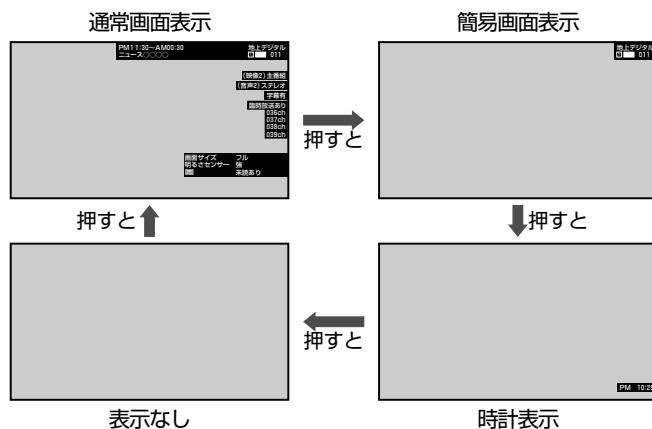 通常画面表示
簡易画面表示
PM11:30〜AM00:30
ニュース○○○○
地上デジタル
011
(映像2)主番組
(音声2)ステレオ
字幕有
臨時放送あり
036ch
037ch
038ch
039ch
画面サイズ フル
明るさセンサー 強
未読あり
地上デジタル
011
押すと
押すと
押すと
押すと
PM 10:25
表示なし
時計表示